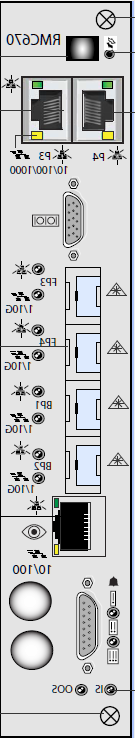 RMC670
P3 P4
10/100/1000
FP3
1/10G
FP4
1/10G
BP1
1/10G
BP2
1/10G
10/100
OOS IS